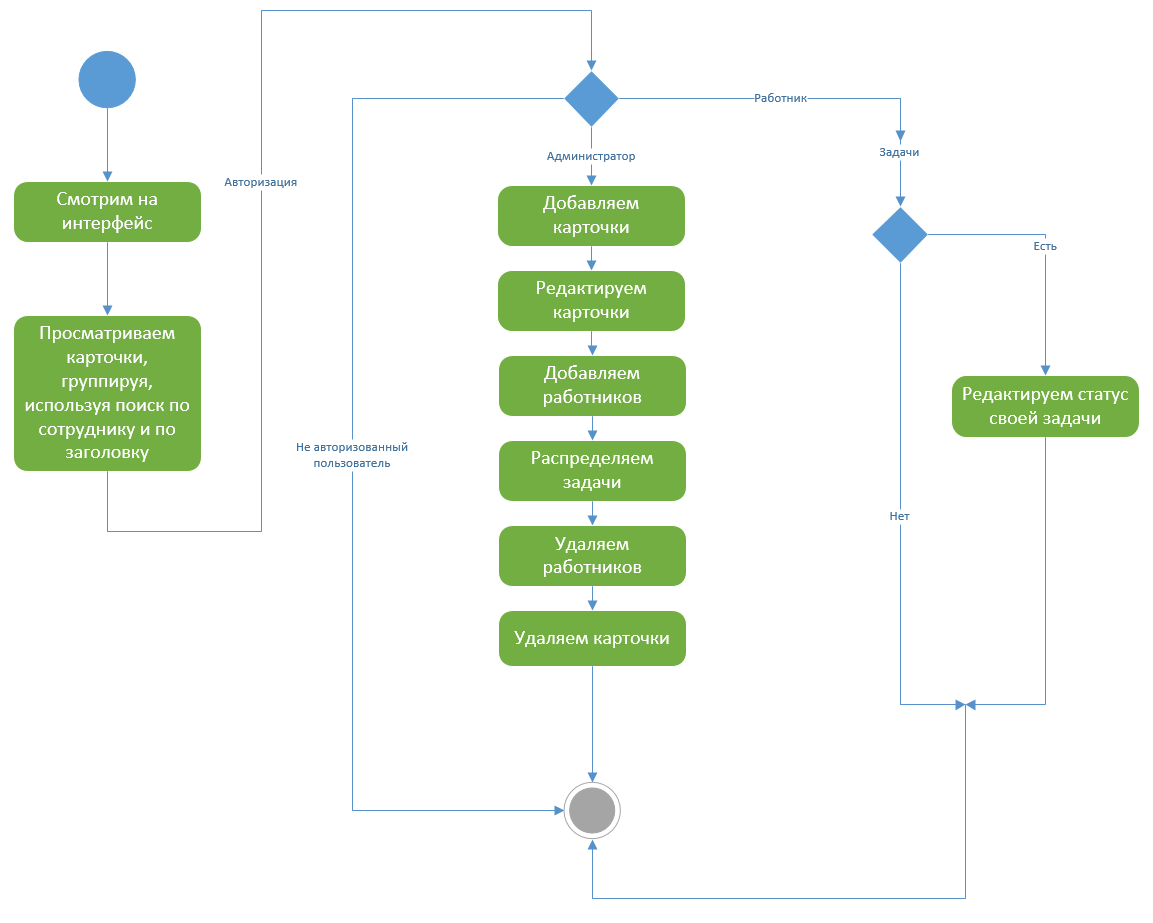 Смотрим на
интерфейс
Просматриваем
карточки,
группируя,
используя поиск по
сотруднику и по
заголовку
Авторизация
Не авторизованный
пользователь
Администратор
Добавляем
карточки
Редактируем
карточки
Добавляем
работников
Распределяем
задачи
Удаляем
работников
Удаляем карточки
Работник
Задачи
Есть
Редактируем статус
своей задачи
Нет